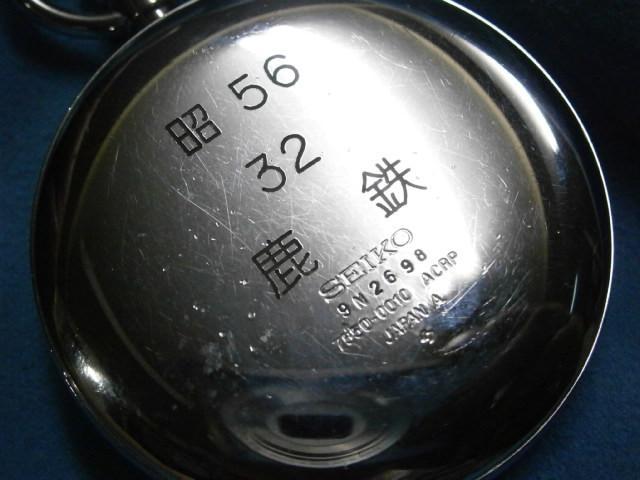 昭 56
32
鹿 鉄
SEIKO
9N2698
7550-0010 ACRP
JAPAN A
S